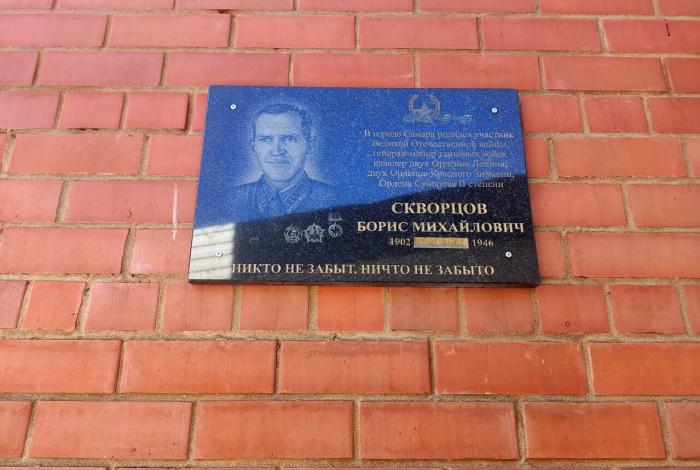 В городе Самара родился участник
Великой Отечественной войны,
генерал-майор танковых войск
кавалер двух Орденов Ленина,
двух Орденов Красного Знамени,
Ордена Суворова II степени
СКВОРЦОВ
БОРИС МИХАЙЛОВИЧ
1902 1946
НИКТО НЕ ЗАБЫТ, НИЧТО НЕ ЗАБЫТО